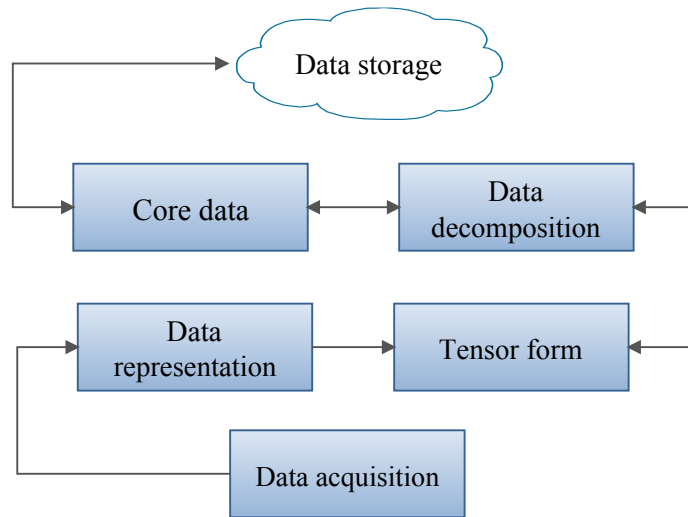 Data storage
Core data
Data
decomposition
Data
representation
Tensor form
Data acquisition